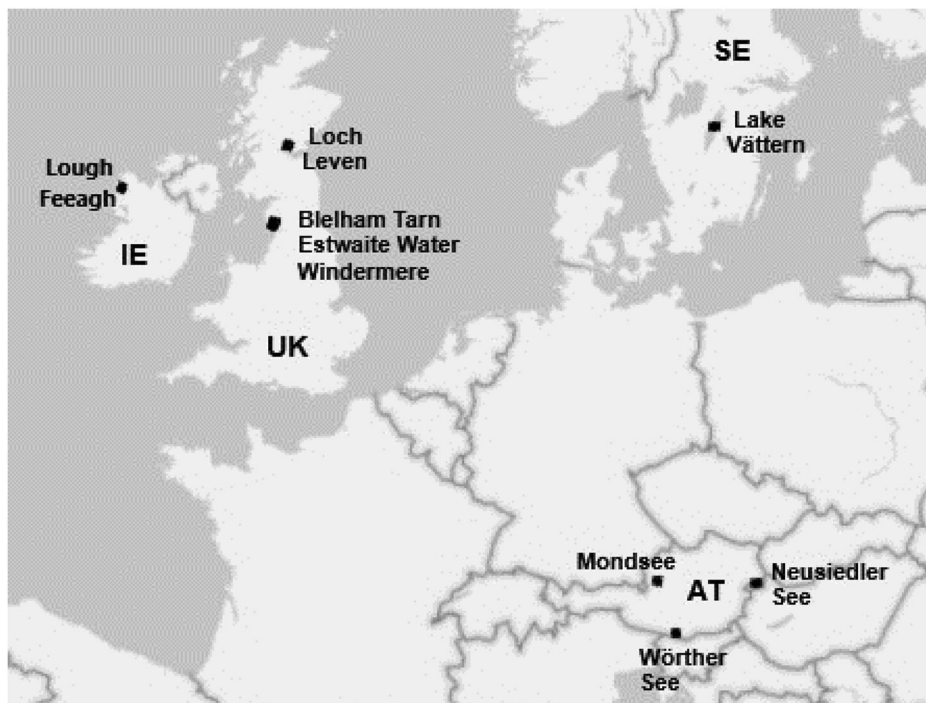 SE
Lake
Vättern
Loch
Leven
Lough
Feeagh
Blelham Tarn
Estwaite Water
Windermere
IE
UK
Mondsee
AT
Neusiedler
See
Wörther
See